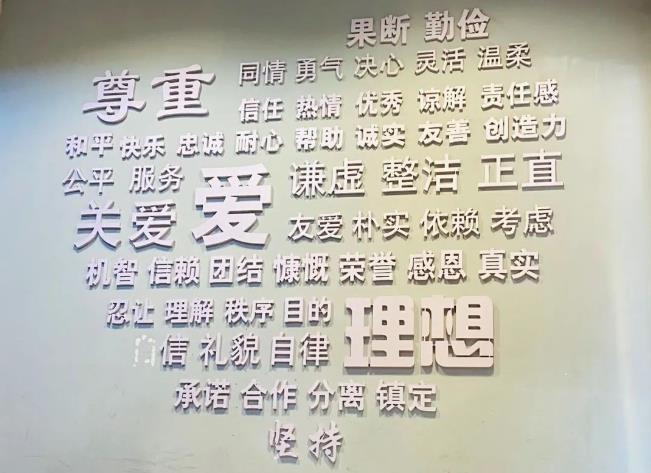 果断 勤俭
尊重 同情 勇气 决心 灵活 温柔
信任 热情 优秀 谅解 责任感
和平 快乐 忠诚 耐心 帮助 诚实 友善 创造力
公平 服务 谦虚 整洁 正直
关爱 爱 友爱 朴实 依赖 考虑
机智 信赖 团结 慷慨 荣誉 感恩 真实
忍让 理解 秩序 目的
自信 礼貌 自律 理想
承诺 合作 分离 镇定
坚持